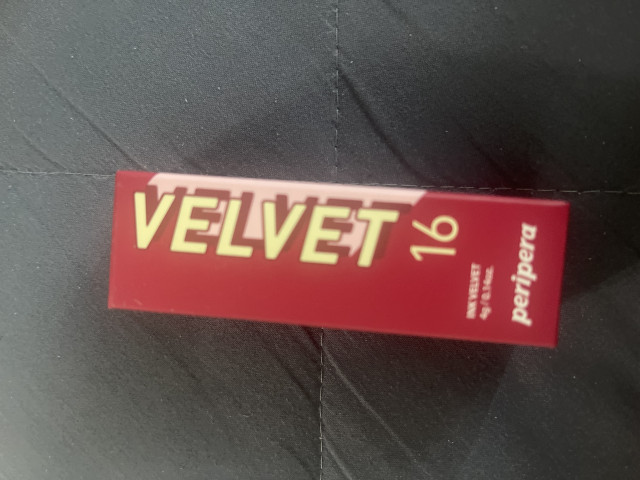 VELVET
16
INK VELVET
4g / 0.14oz.
peripera